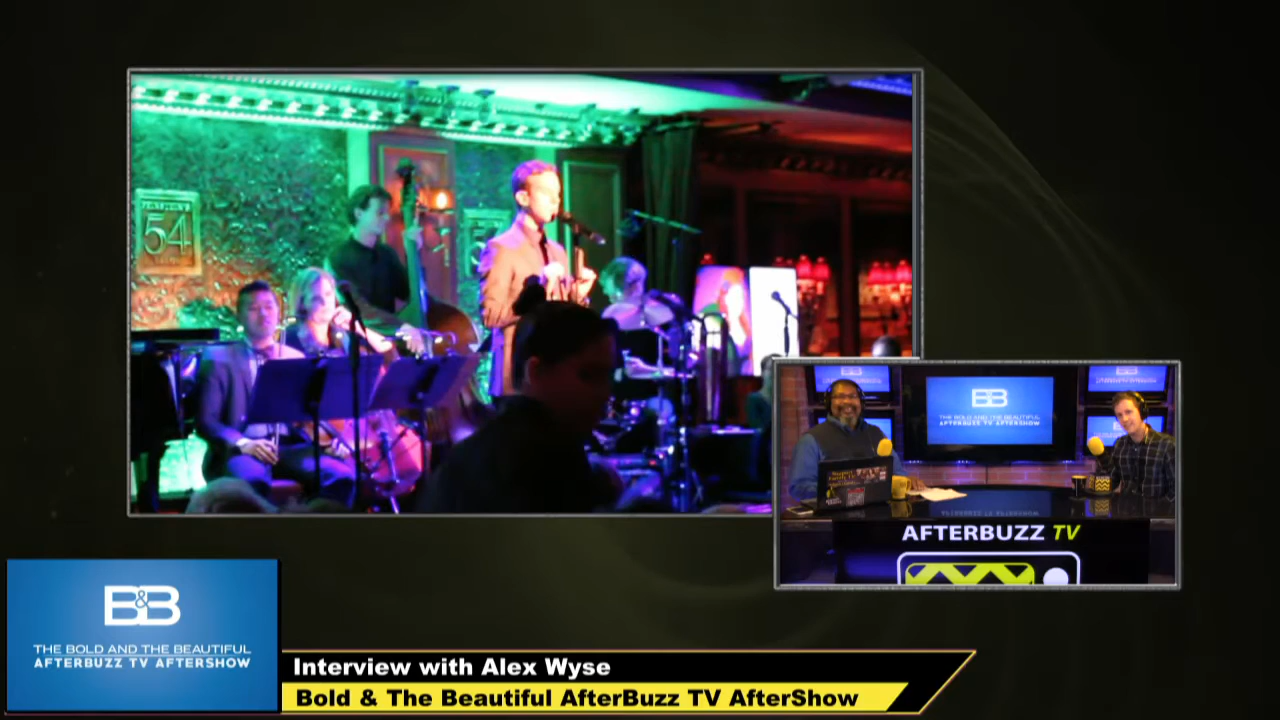 54
B&B
THE BOLD AND THE BEAUTIFUL
AFTERBUZZ TV AFTERSHOW
AFTERBUZZ TV
B&B
THE BOLD AND THE BEAUTIFUL
AFTERBUZZ TV AFTERSHOW
Interview with Alex Wyse
Bold & The Beautiful AfterBuzz TV AfterShow